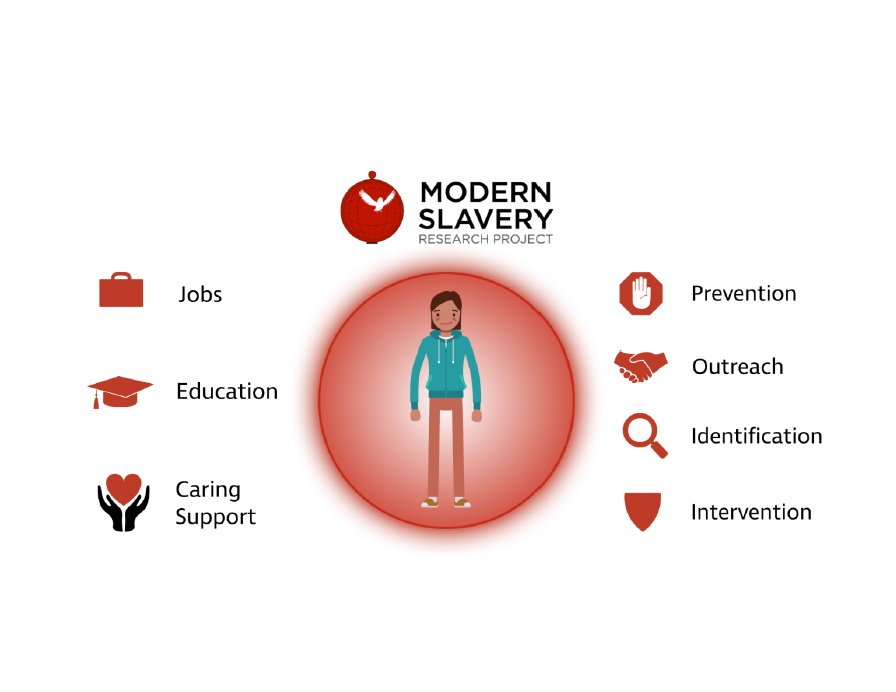 MODERN
SLAVERY
RESEARCH PROJECT
Jobs
Education
Caring
Support
Prevention
Outreach
Identification
Intervention